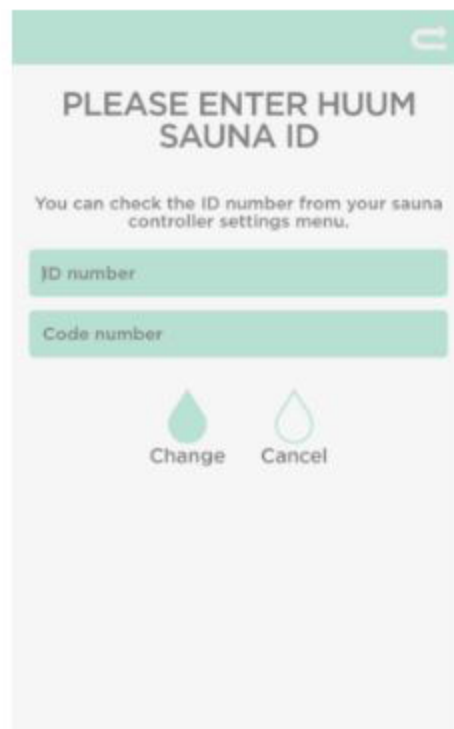 PLEASE ENTER HUUM
SAUNA ID
You can check the ID number from your sauna
controller settings menu.
ID number
Code number
Change Cancel